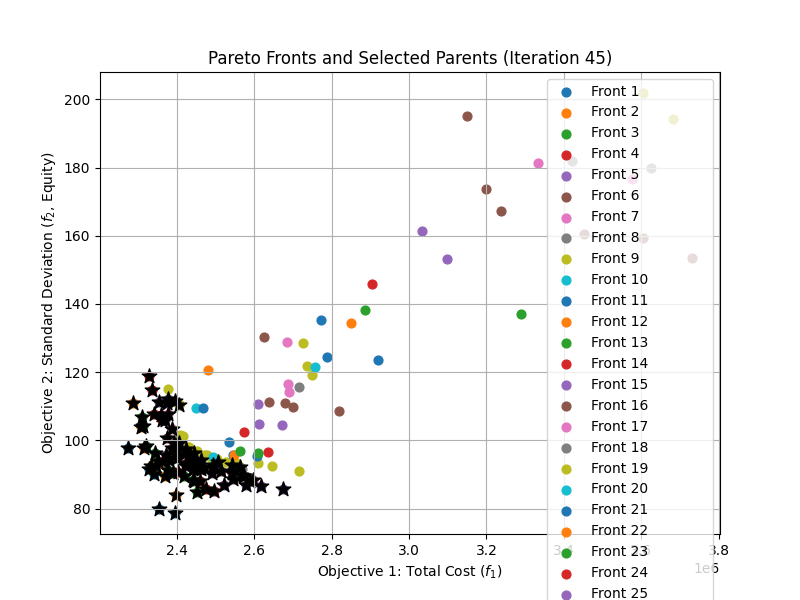 Pareto Fronts and Selected Parents (Iteration 45)
Objective 2: Standard Deviation (f₂, Equity)
200
180
160
140
120
100
80
2.4
2.6
2.8
3.0
3.2
3.4
3.6
3.8
1e6
Objective 1: Total Cost (f₁)
Front 1
Front 2
Front 3
Front 4
Front 5
Front 6
Front 7
Front 8
Front 9
Front 10
Front 11
Front 12
Front 13
Front 14
Front 15
Front 16
Front 17
Front 18
Front 19
Front 20
Front 21
Front 22
Front 23
Front 24
Front 25